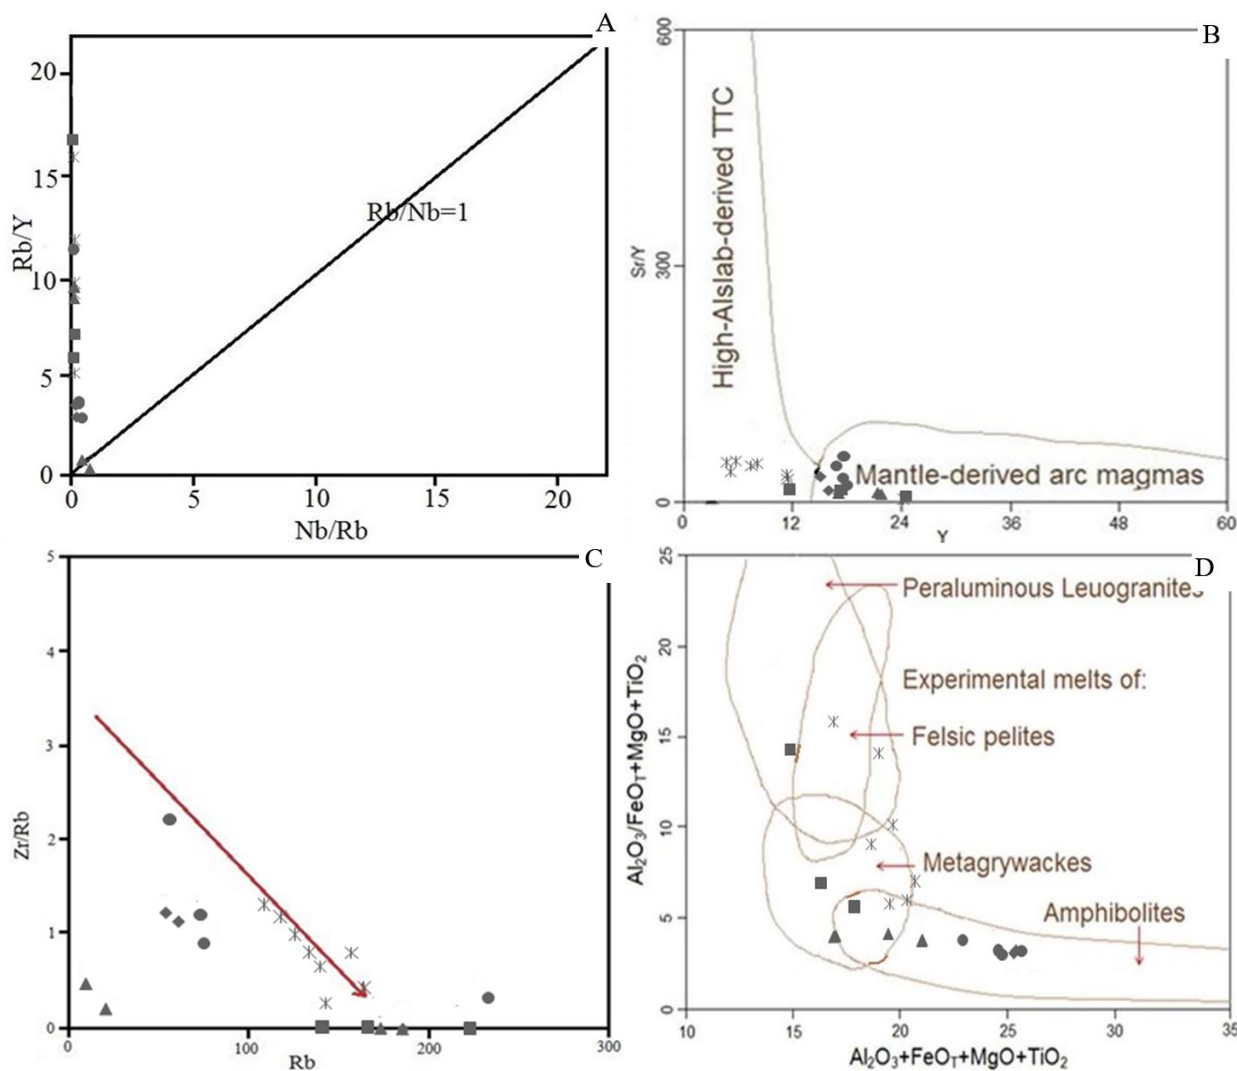 A
20
15
10
5
0
Rb/Y
Rb/Nb=1
0
5
10
15
20
Nb/Rb
B
600
300
0
Sr/Y
High-Alslab-derived TTC
Mantle-derived arc magmas
0
12
24
36
48
60
Y
C
5
4
3
2
1
0
Zr/Rb
0
100
200
300
Rb
D
25
20
15
10
5
0
Al₂O₃/FeOT+MgO+TiO₂
Peraluminous Leuogranites
Experimental melts of:
Felsic pelites
Metagrywackes
Amphibolites
10
15
20
25
30
35
Al₂O₃+FeOT+MgO+TiO₂